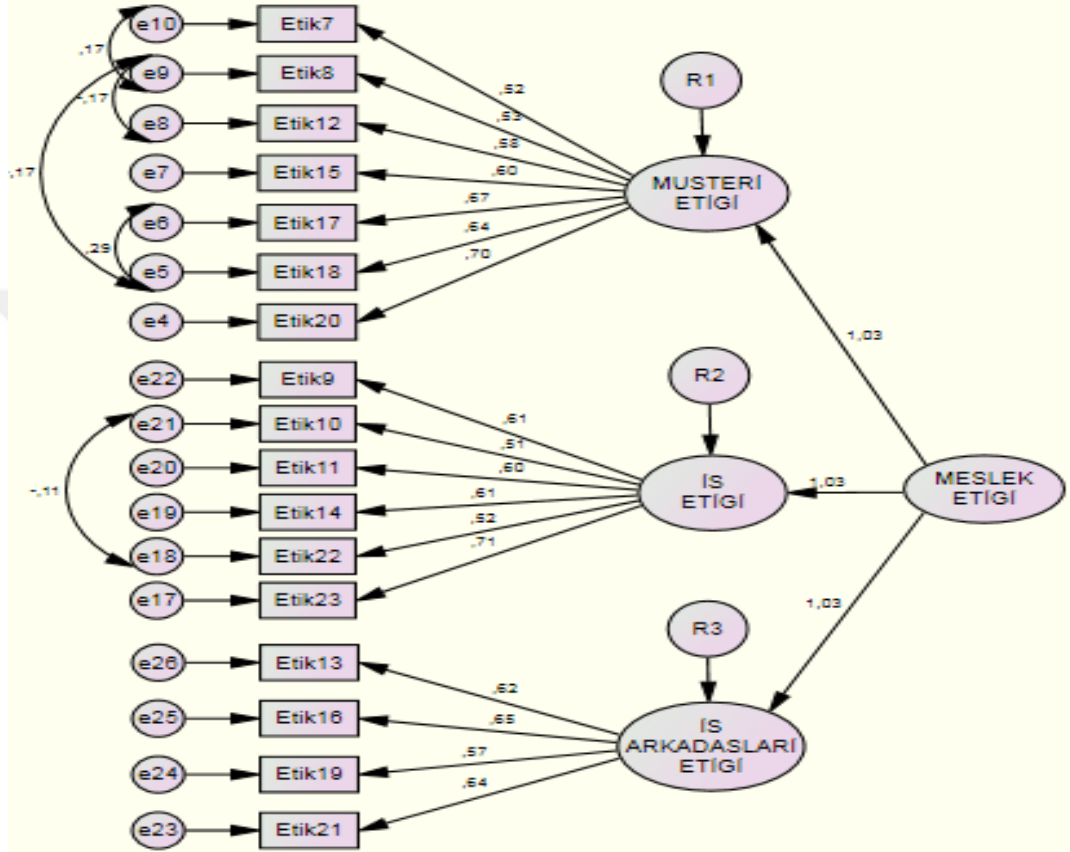 e10
Etik7
,17
e9
Etik8
-,17
e8
Etik12
-,17
e7
Etik15
e6
Etik17
,29
e5
Etik18
e4
Etik20
,52
,53
,58
,60
,67
,64
,70
R1
MUSTERİ
ETİGİ
1,03
e22
Etik9
e21
Etik10
e20
Etik11
-,11
e19
Etik14
e18
Etik22
e17
Etik23
,61
,51
,60
,61
,52
,71
R2
İS
ETİGİ
1,03
MESLEK
ETİGİ
1,03
e26
Etik13
e25
Etik16
e24
Etik19
e23
Etik21
,62
,65
,57
,64
R3
İS
ARKADASLARİ
ETİGİ